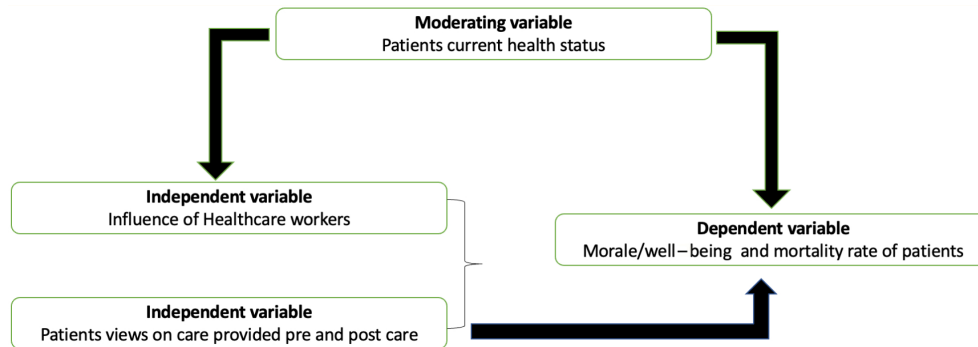 Moderating variable
Patients current health status
Independent variable
Influence of Healthcare workers
Dependent variable
Morale/well–being and mortality rate of patients
Independent variable
Patients views on care provided pre and post care